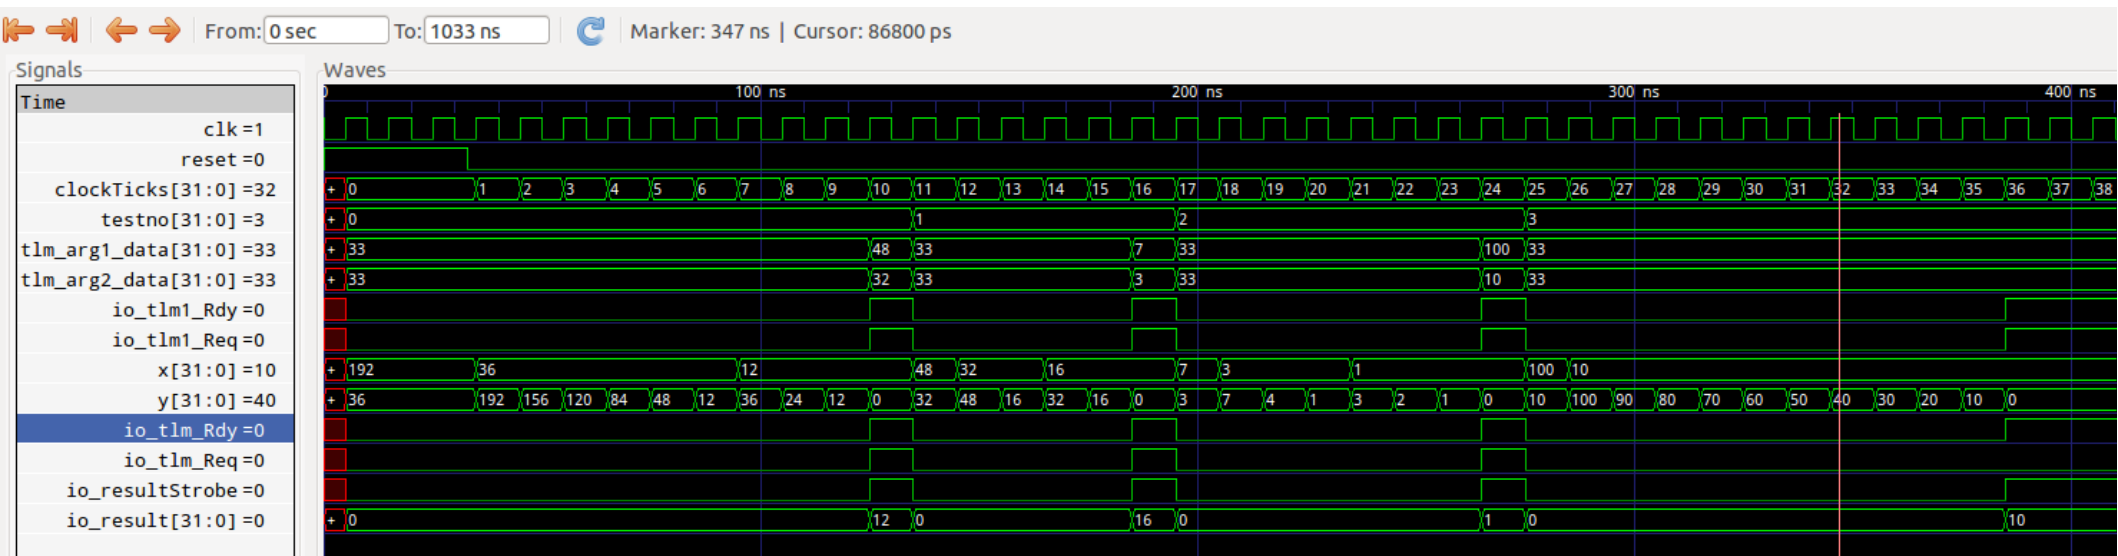 From: 0 sec To: 1033 ns Marker: 347 ns | Cursor: 86800 ps
Signals Waves
Time 0 100 ns 200 ns 300 ns 400 ns
clk =1
reset =0
clockTicks[31:0] =32 + 0 1 2 3 4 5 6 7 8 9 10 11 12 13 14 15 16 17 18 19 20 21 22 23 24 25 26 27 28 29 30 31 32 33 34 35 36 37 38
testno[31:0] =3 + 0 1 2 3
tlm_arg1_data[31:0] =33 + 33 48 33 7 33 100 33
tlm_arg2_data[31:0] =33 + 33 32 33 3 33 10 33
io_tlm1_Rdy =0
io_tlm1_Req =0
x[31:0] =10 + 192 36 12 48 32 16 7 3 1 100 10
y[31:0] =40 + 36 192 156 120 84 48 12 36 24 12 0 32 48 16 32 16 0 3 7 4 1 3 2 1 0 10 100 90 80 70 60 50 40 30 20 10 0
io_tlm_Rdy =0
io_tlm_Req =0
io_resultStrobe =0
io_result[31:0] =0 + 0 12 0 16 0 1 0 10